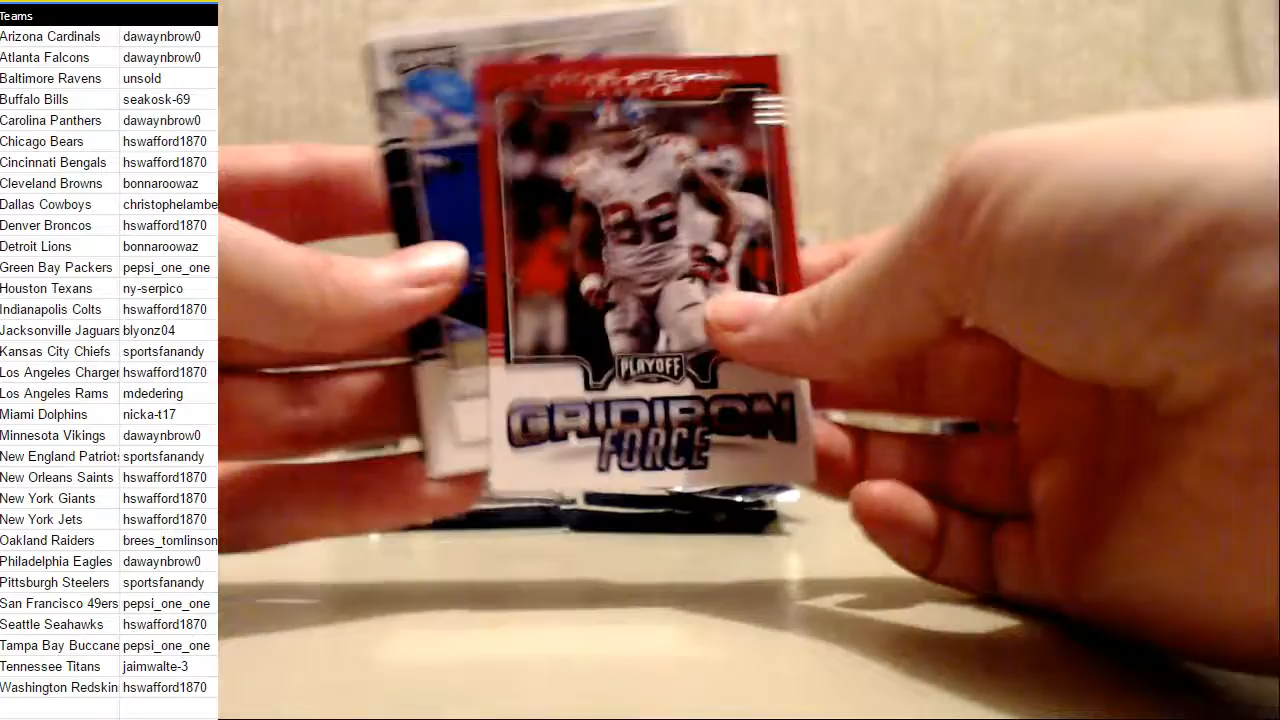 Teams
Arizona Cardinals dawaynbrow0
Atlanta Falcons dawaynbrow0
Baltimore Ravens unsold
Buffalo Bills seakosk-69
Carolina Panthers dawaynbrow0
Chicago Bears hswafford1870
Cincinnati Bengals hswafford1870
Cleveland Browns bonnaroowaz
Dallas Cowboys christophelambe
Denver Broncos hswafford1870
Detroit Lions bonnaroowaz
Green Bay Packers pepsi_one_one
Houston Texans ny-serpico
Indianapolis Colts hswafford1870
Jacksonville Jaguars blyonz04
Kansas City Chiefs sportsfanandy
Los Angeles Charger hswafford1870
Los Angeles Rams mdedering
Miami Dolphins nicka-t17
Minnesota Vikings dawaynbrow0
New England Patriots sportsfanandy
New Orleans Saints hswafford1870
New York Giants hswafford1870
New York Jets hswafford1870
Oakland Raiders brees_tomlinson
Philadelphia Eagles dawaynbrow0
Pittsburgh Steelers sportsfanandy
San Francisco 49ers pepsi_one_one
Seattle Seahawks hswafford1870
Tampa Bay Buccane pepsi_one_one
Tennessee Titans jaimwalte-3
Washington Redskin hswafford1870
82
PLAYOFF
GRIDIRON
FORCE